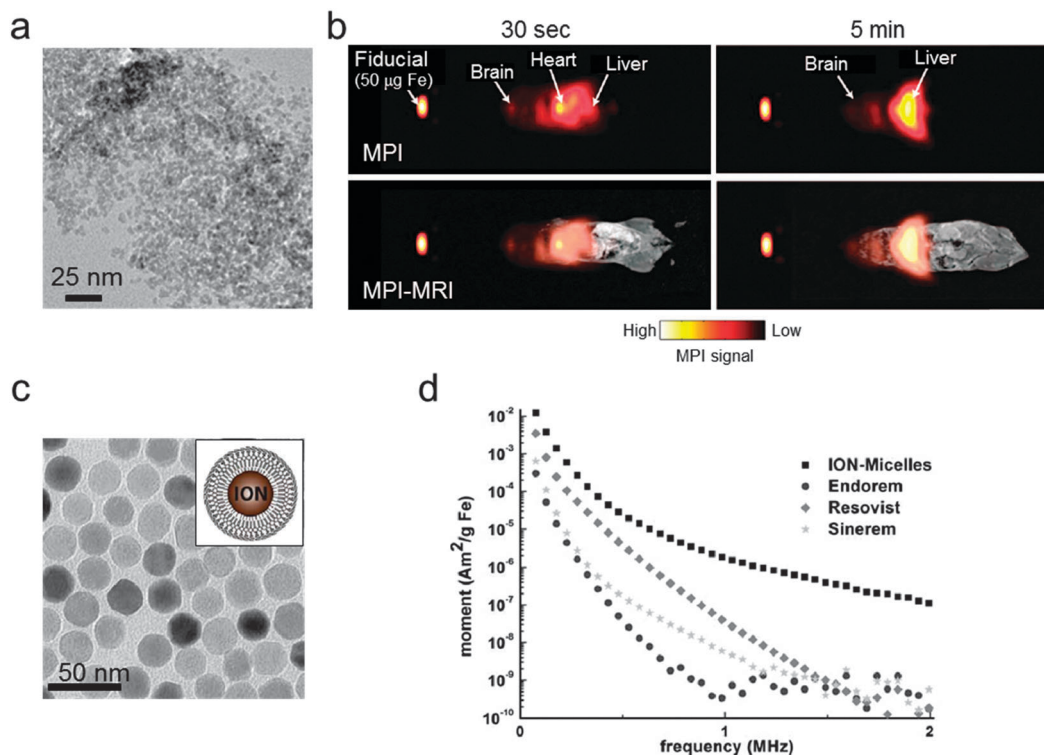 a
25 nm
b
30 sec
5 min
Fiducial
(50 µg Fe)
Brain
Heart
Liver
MPI
Brain
Liver
MPI-MRI
High
Low
MPI signal
c
ION
50 nm
d
10⁻²
10⁻³
10⁻⁴
10⁻⁵
10⁻⁶
10⁻⁷
10⁻⁸
10⁻⁹
10⁻¹⁰
moment (Am²/g Fe)
ION-Micelles
Endorem
Resovist
Sinerem
0
1
2
frequency (MHz)